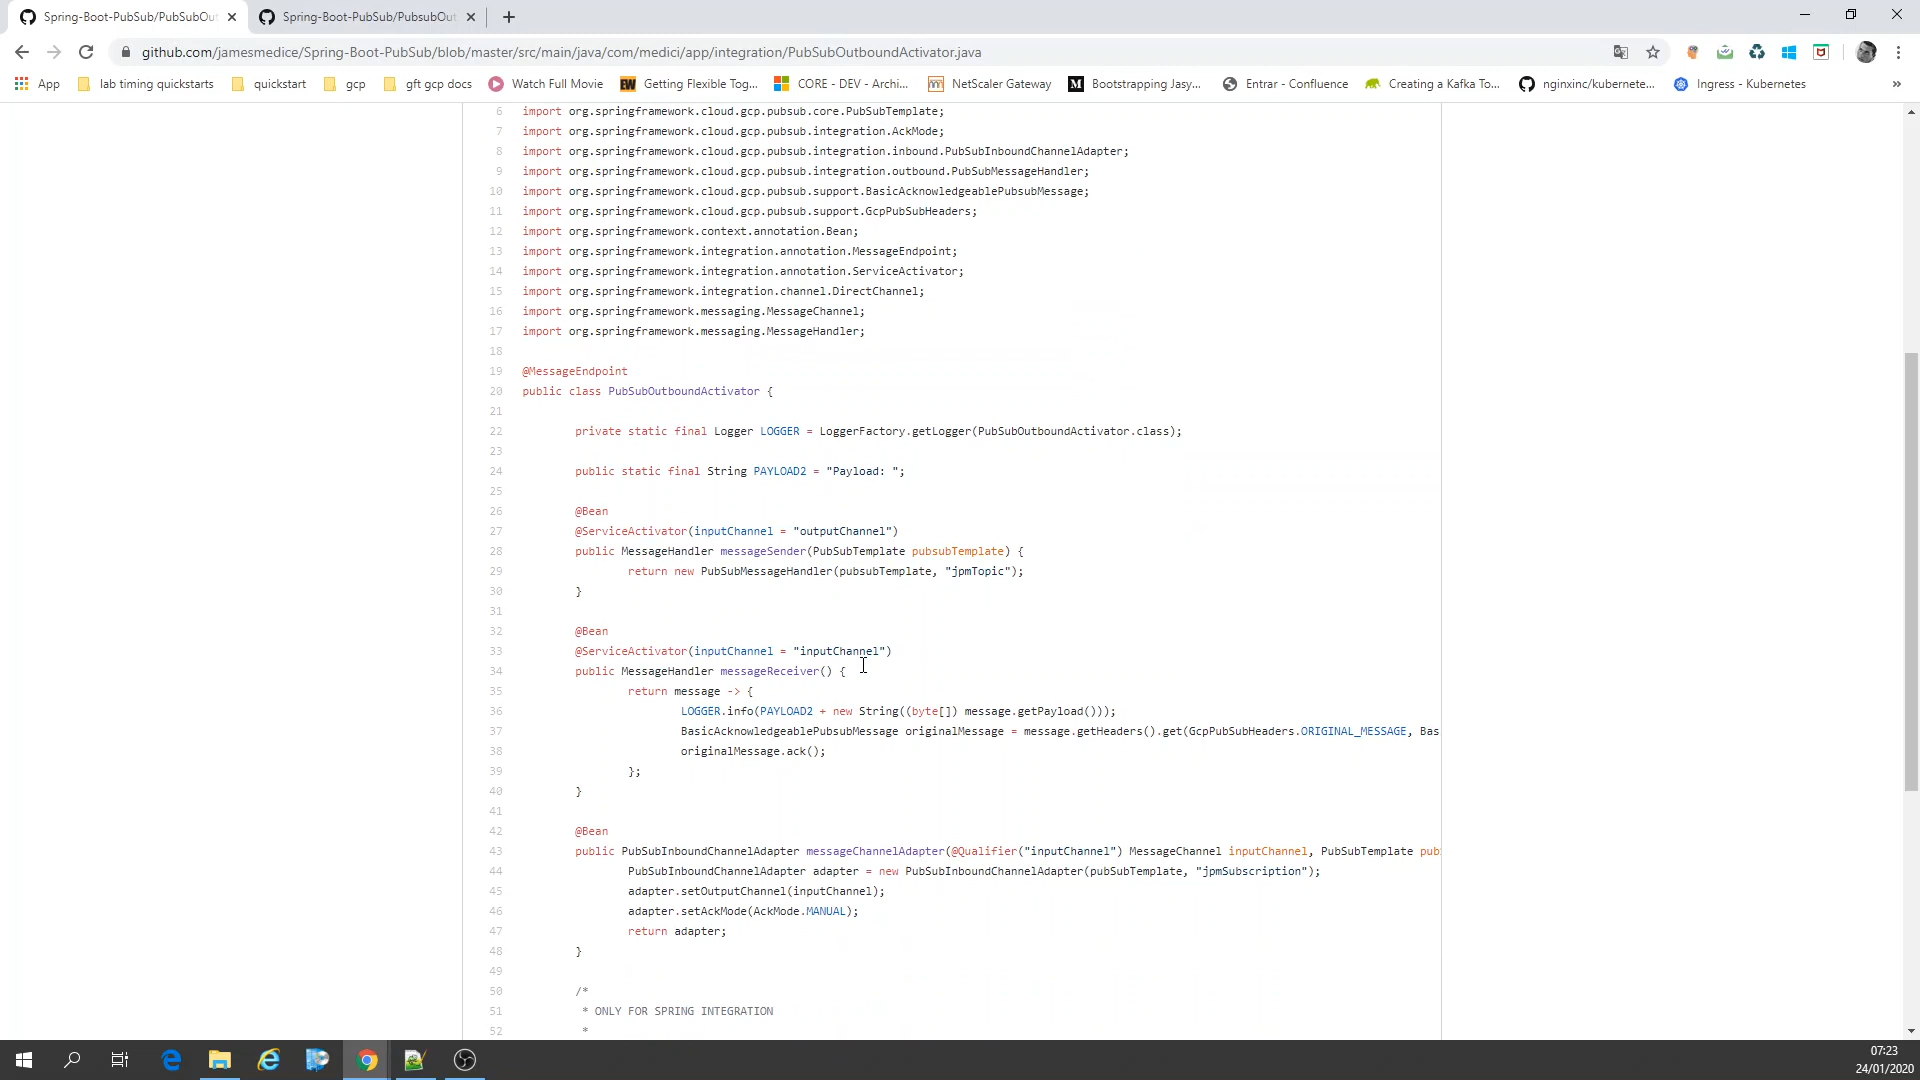 Spring-Boot-PubSub/PubSubOut
Spring-Boot-PubSub/PubsubOut
github.com/jamesmedice/Spring-Boot-PubSub/blob/master/src/main/java/com/medici/app/integration/PubSubOutboundActivator.java
App
lab timing quickstarts
quickstart
gcp
gft gcp docs
Watch Full Movie
Getting Flexible Tog...
CORE - DEV - Archi...
NetScaler Gateway
Bootstrapping Jasy...
Entrar - Confluence
Creating a Kafka To...
nginxinc/kubernete...
Ingress - Kubernetes
»
6 import org.springframework.cloud.gcp.pubsub.core.PubSubTemplate;
7 import org.springframework.cloud.gcp.pubsub.integration.AckMode;
8 import org.springframework.cloud.gcp.pubsub.integration.inbound.PubSubInboundChannelAdapter;
9 import org.springframework.cloud.gcp.pubsub.integration.outbound.PubSubMessageHandler;
10 import org.springframework.cloud.gcp.pubsub.support.BasicAcknowledgeablePubsubMessage;
11 import org.springframework.cloud.gcp.pubsub.support.GcpPubSubHeaders;
12 import org.springframework.context.annotation.Bean;
13 import org.springframework.integration.annotation.MessageEndpoint;
14 import org.springframework.integration.annotation.ServiceActivator;
15 import org.springframework.integration.channel.DirectChannel;
16 import org.springframework.messaging.MessageChannel;
17 import org.springframework.messaging.MessageHandler;
18
19 @MessageEndpoint
20 public class PubSubOutboundActivator {
21
22 private static final Logger LOGGER = LoggerFactory.getLogger(PubSubOutboundActivator.class);
23
24 public static final String PAYLOAD2 = "Payload: ";
25
26 @Bean
27 @ServiceActivator(inputChannel = "outputChannel")
28 public MessageHandler messageSender(PubSubTemplate pubsubTemplate) {
29 return new PubSubMessageHandler(pubsubTemplate, "jpmTopic");
30 }
31
32 @Bean
33 @ServiceActivator(inputChannel = "inputChannel")
34 public MessageHandler messageReceiver() {
35 return message -> {
36 LOGGER.info(PAYLOAD2 + new String((byte[]) message.getPayload()));
37 BasicAcknowledgeablePubsubMessage originalMessage = message.getHeaders().get(GcpPubSubHeaders.ORIGINAL_MESSAGE, Bas
38 originalMessage.ack();
39 };
40 }
41
42 @Bean
43 public PubSubInboundChannelAdapter messageChannelAdapter(@Qualifier("inputChannel") MessageChannel inputChannel, PubSubTemplate pub
44 PubSubInboundChannelAdapter adapter = new PubSubInboundChannelAdapter(pubSubTemplate, "jpmSubscription");
45 adapter.setOutputChannel(inputChannel);
46 adapter.setAckMode(AckMode.MANUAL);
47 return adapter;
48 }
49
50 /*
51 * ONLY FOR SPRING INTEGRATION
52 *
07:23
24/01/2020